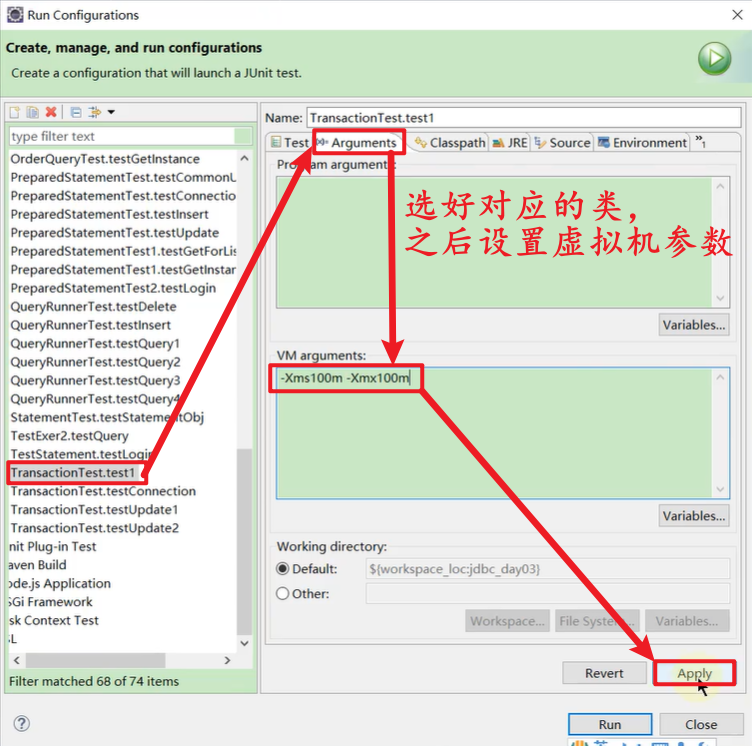 Run Configurations
Create, manage, and run configurations
Create a configuration that will launch a JUnit test.
type filter text
OrderQueryTest.testGetInstance
PreparedStatementTest.testCommonU
PreparedStatementTest.testConnectio
PreparedStatementTest.testInsert
PreparedStatementTest.testUpdate
PreparedStatementTest1.testGetForLis
PreparedStatementTest1.testGetInstar
PreparedStatementTest2.testLogin
QueryRunnerTest.testDelete
QueryRunnerTest.testInsert
QueryRunnerTest.testQuery1
QueryRunnerTest.testQuery2
QueryRunnerTest.testQuery3
QueryRunnerTest.testQuery4
StatementTest.testStatementObj
TestExer2.testQuery
TestStatement.testLogin
TransactionTest.test1
TransactionTest.testConnection
TransactionTest.testUpdate1
TransactionTest.testUpdate2
nit Plug-in Test
aven Build
ode.js Application
SGi Framework
sk Context Test
L
Filter matched 68 of 74 items
Name: TransactionTest.test1
Test Arguments Classpath JRE Source Environment »1
Program arguments:
选好对应的类，
之后设置虚拟机参数
Variables...
VM arguments:
-Xms100m -Xmx100m
Variables...
Working directory:
Default: ${workspace_loc:jdbc_day03}
Other:
Workspace... File System... Variables...
Revert Apply
Run Close